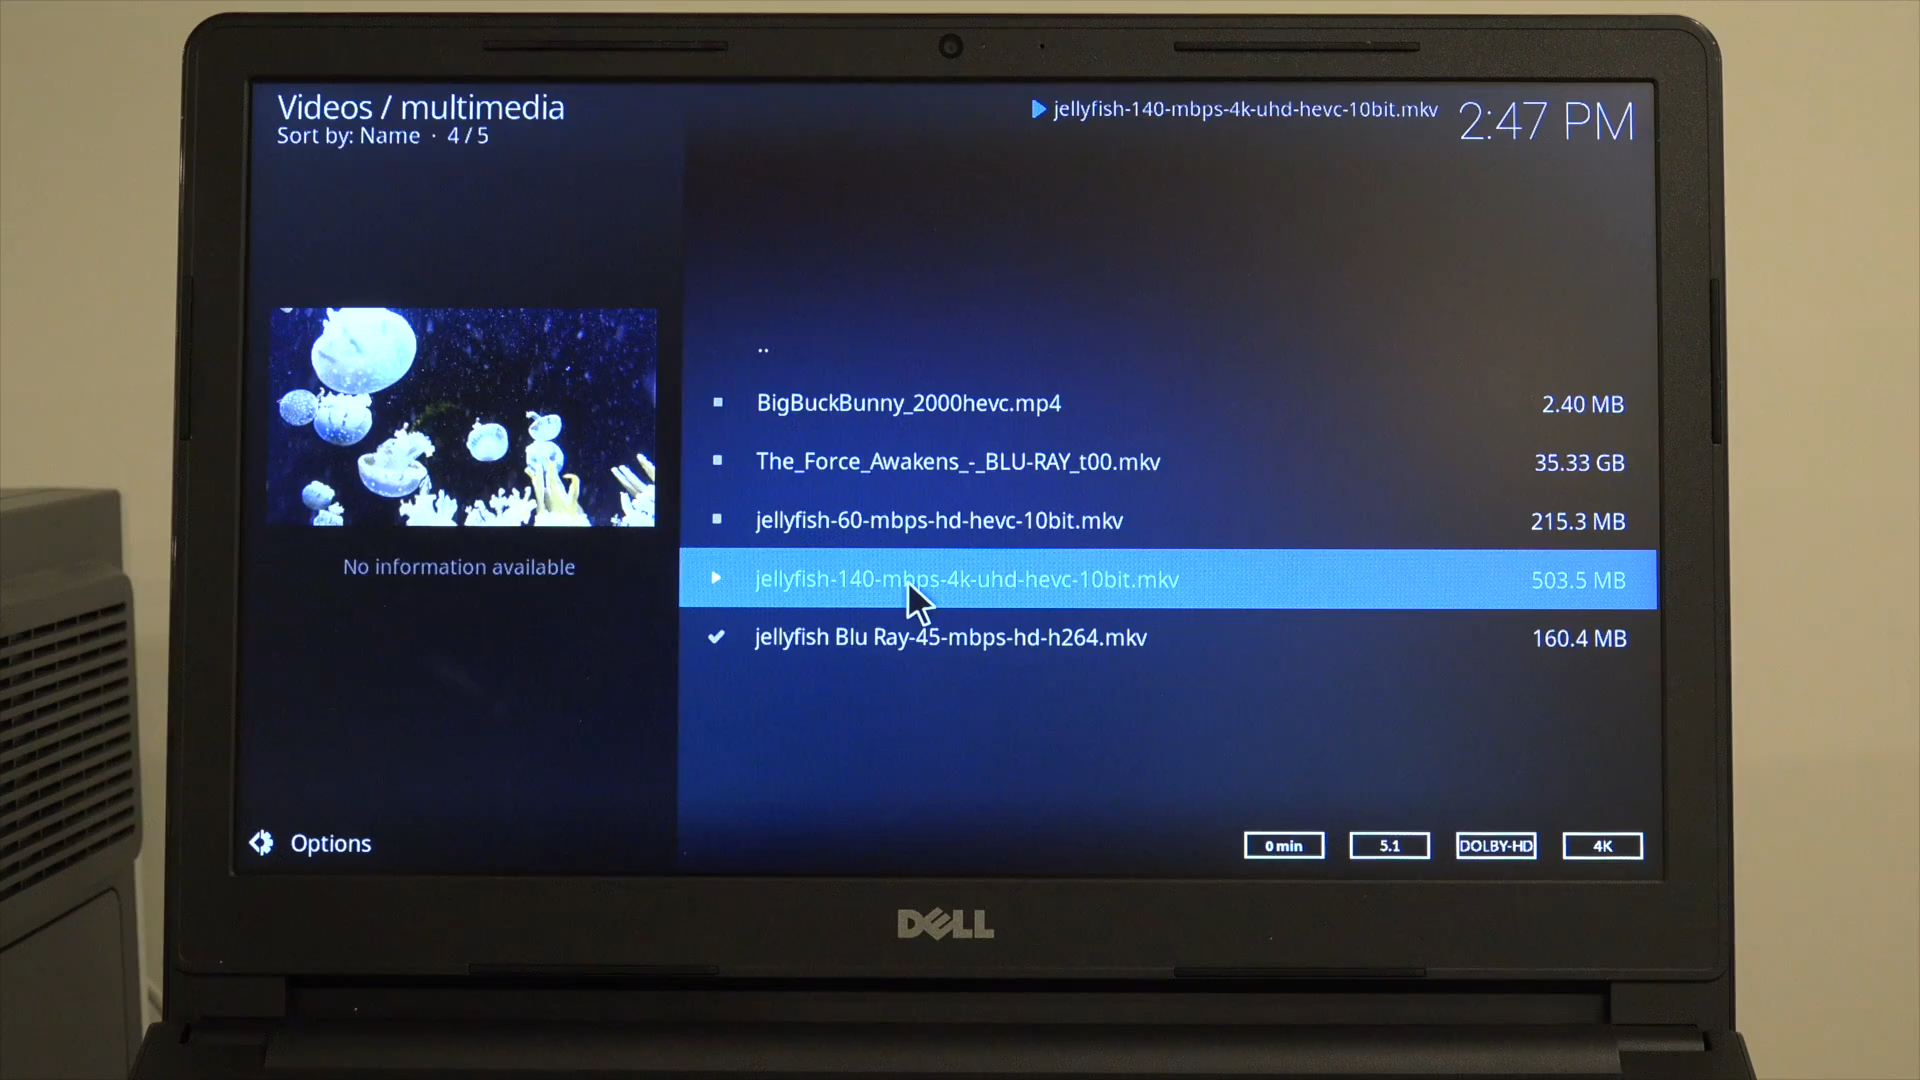 Videos / multimedia
Sort by: Name · 4 / 5
jellyfish-140-mbps-4k-uhd-hevc-10bit.mkv
2:47 PM
..
BigBuckBunny_2000hevc.mp4 2.40 MB
The_Force_Awakens_-_BLU-RAY_t00.mkv 35.33 GB
jellyfish-60-mbps-hd-hevc-10bit.mkv 215.3 MB
jellyfish-140-mbps-4k-uhd-hevc-10bit.mkv 503.5 MB
jellyfish Blu Ray-45-mbps-hd-h264.mkv 160.4 MB
No information available
Options
0 min 5.1 DOLBY-HD 4K
DELL